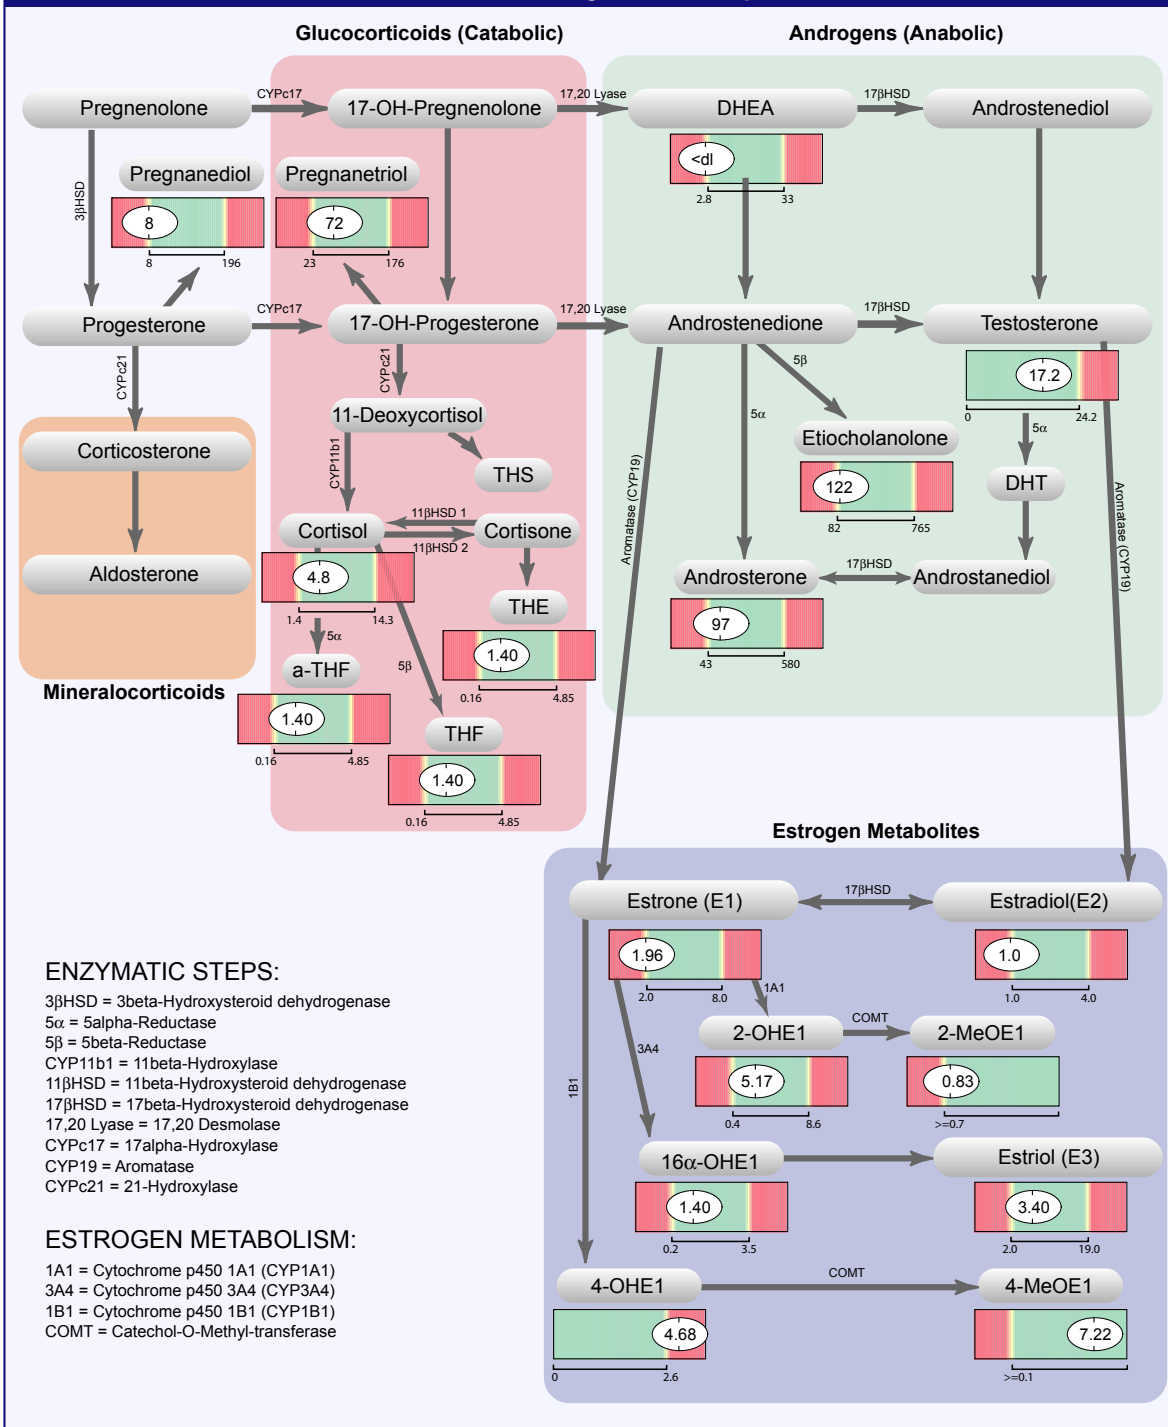 Glucocorticoids (Catabolic)
Androgens (Anabolic)
Pregnenolone
CYPc17
17-OH-Pregnenolone
17,20 Lyase
DHEA
17βHSD
Androstenediol
<dl
2.8
33
3βHSD
Pregnanediol
8
8
196
Pregnanetriol
72
23
176
Progesterone
CYPc17
17-OH-Progesterone
17,20 Lyase
Androstenedione
17βHSD
Testosterone
17.2
0
24.2
CYPc21
CYPc21
5β
5α
5α
11-Deoxycortisol
Etiocholanolone
122
82
765
Corticosterone
CYP11b1
THS
DHT
Aromatase (CYP19)
Aromatase (CYP19)
Cortisol
11βHSD 1
11βHSD 2
Cortisone
4.8
1.4
14.3
Aldosterone
Androsterone
17βHSD
Androstanediol
97
43
580
THE
1.40
0.16
4.85
5α
5β
Mineralocorticoids
a-THF
1.40
0.16
4.85
THF
1.40
0.16
4.85
Estrogen Metabolites
Estrone (E1)
17βHSD
Estradiol(E2)
1.96
2.0
8.0
1.0
1.0
4.0
1A1
3A4
1B1
2-OHE1
COMT
2-MeOE1
5.17
0.4
8.6
0.83
>=0.7
16α-OHE1
Estriol (E3)
1.40
0.2
3.5
3.40
2.0
19.0
4-OHE1
COMT
4-MeOE1
4.68
0
2.6
7.22
>=0.1
ENZYMATIC STEPS:
3βHSD = 3beta-Hydroxysteroid dehydrogenase
5α = 5alpha-Reductase
5β = 5beta-Reductase
CYP11b1 = 11beta-Hydroxylase
11βHSD = 11beta-Hydroxysteroid dehydrogenase
17βHSD = 17beta-Hydroxysteroid dehydrogenase
17,20 Lyase = 17,20 Desmolase
CYPc17 = 17alpha-Hydroxylase
CYP19 = Aromatase
CYPc21 = 21-Hydroxylase
ESTROGEN METABOLISM:
1A1 = Cytochrome p450 1A1 (CYP1A1)
3A4 = Cytochrome p450 3A4 (CYP3A4)
1B1 = Cytochrome p450 1B1 (CYP1B1)
COMT = Catechol-O-Methyl-transferase